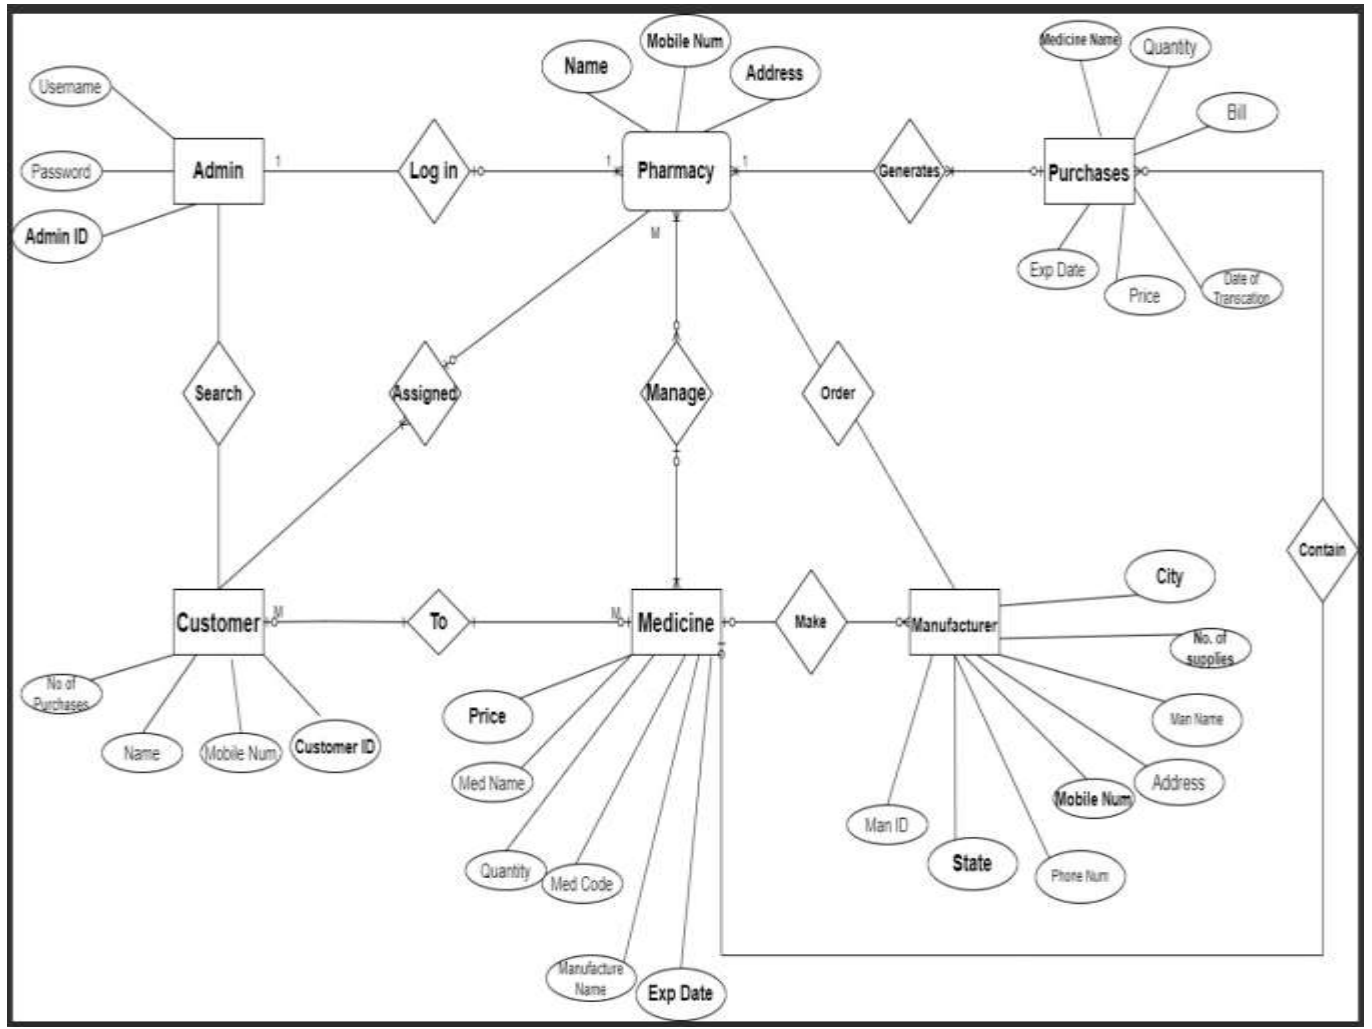 Mobile Num
Medicine Name
Quantity
Name
Address
Username
Bill
Admin
1
Log in
1
Pharmacy
1
Generates
Purchases
Password
Admin ID
M
Exp Date
Price
Date of
Transcation
Search
Assigned
Manage
Order
Contain
City
Customer
M
To
M
Medicine
Make
Manufacturer
No. of
supplies
No of
Purchases
Price
Man Name
Name
Mobile Num
Customer ID
Med Name
Address
Mobile Num
Man ID
Quantity
Med Code
State
Phone Num
Manufacture
Name
Exp Date